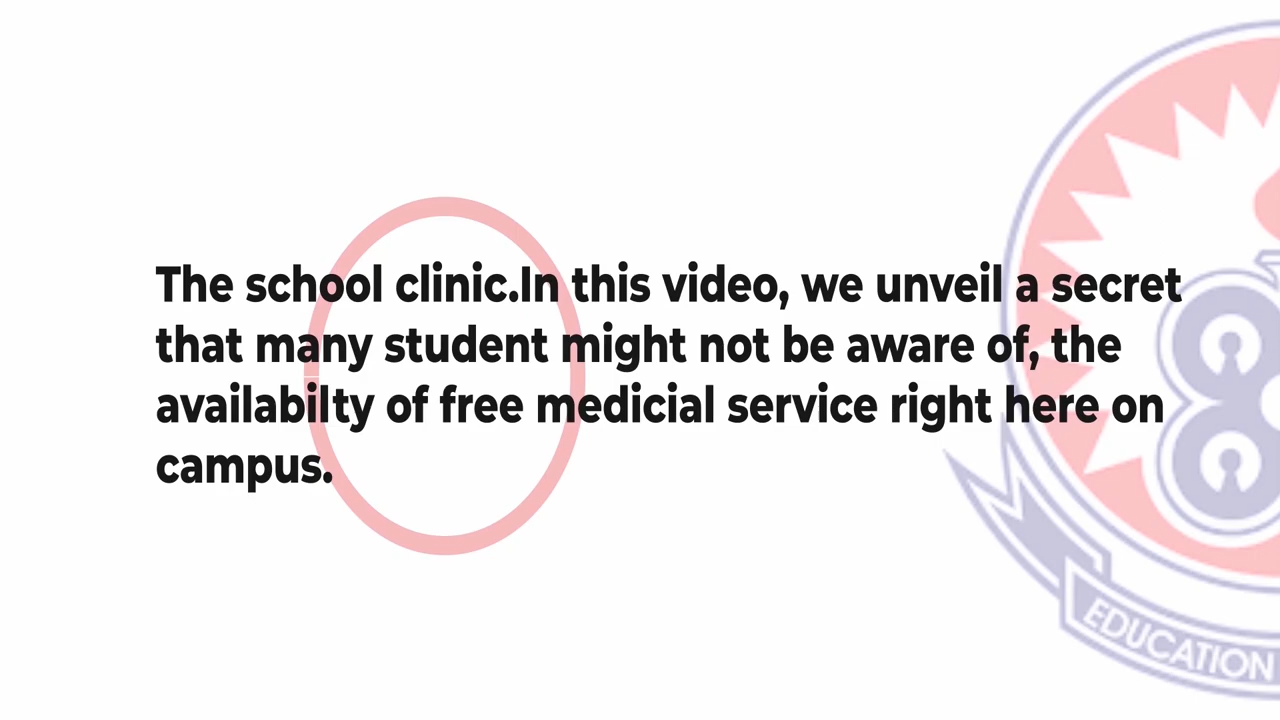 The school clinic.In this video, we unveil a secret
that many student might not be aware of, the
availabilty of free medicial service right here on
campus.
EDUCATION